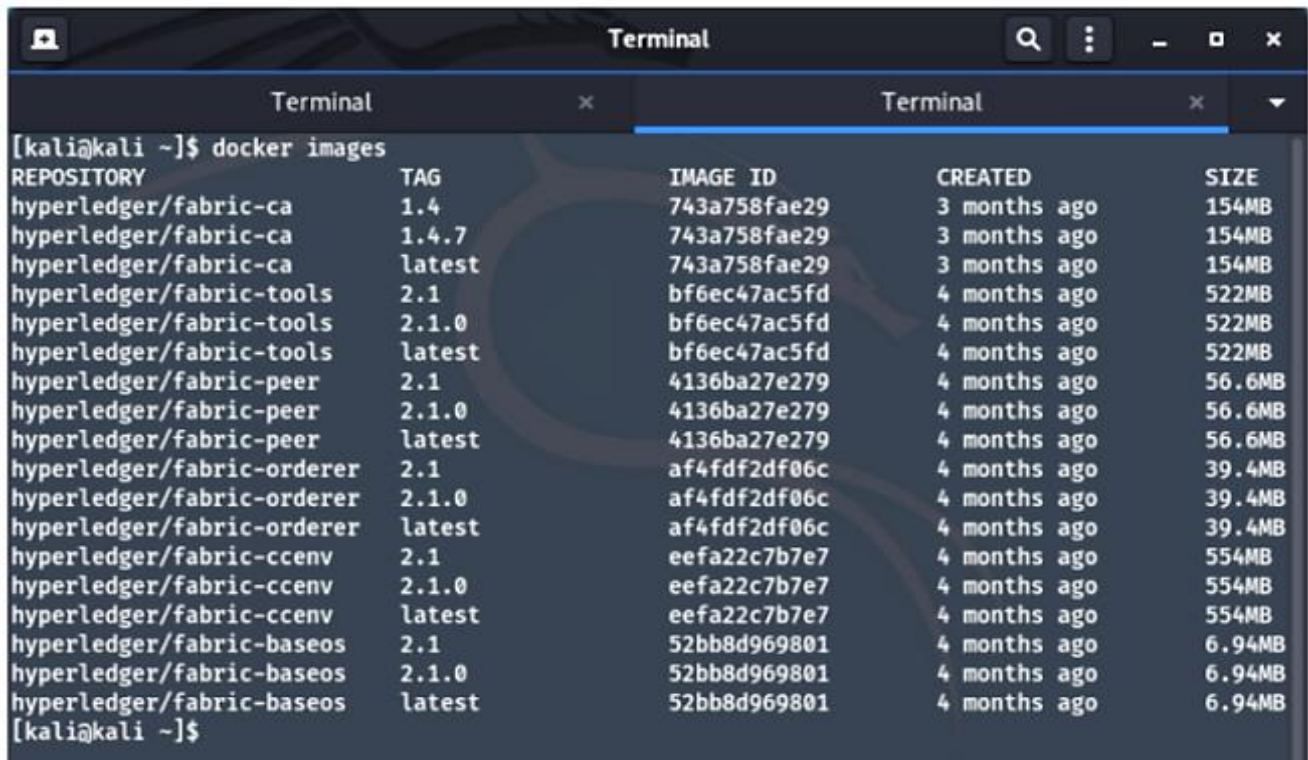 Terminal
Terminal Terminal
[kali@kali ~]$ docker images
REPOSITORY TAG IMAGE ID CREATED SIZE
hyperledger/fabric-ca 1.4 743a758fae29 3 months ago 154MB
hyperledger/fabric-ca 1.4.7 743a758fae29 3 months ago 154MB
hyperledger/fabric-ca latest 743a758fae29 3 months ago 154MB
hyperledger/fabric-tools 2.1 bf6ec47ac5fd 4 months ago 522MB
hyperledger/fabric-tools 2.1.0 bf6ec47ac5fd 4 months ago 522MB
hyperledger/fabric-tools latest bf6ec47ac5fd 4 months ago 522MB
hyperledger/fabric-peer 2.1 4136ba27e279 4 months ago 56.6MB
hyperledger/fabric-peer 2.1.0 4136ba27e279 4 months ago 56.6MB
hyperledger/fabric-peer latest 4136ba27e279 4 months ago 56.6MB
hyperledger/fabric-orderer 2.1 af4fdf2df06c 4 months ago 39.4MB
hyperledger/fabric-orderer 2.1.0 af4fdf2df06c 4 months ago 39.4MB
hyperledger/fabric-orderer latest af4fdf2df06c 4 months ago 39.4MB
hyperledger/fabric-ccenv 2.1 eefa22c7b7e7 4 months ago 554MB
hyperledger/fabric-ccenv 2.1.0 eefa22c7b7e7 4 months ago 554MB
hyperledger/fabric-ccenv latest eefa22c7b7e7 4 months ago 554MB
hyperledger/fabric-baseos 2.1 52bb8d969801 4 months ago 6.94MB
hyperledger/fabric-baseos 2.1.0 52bb8d969801 4 months ago 6.94MB
hyperledger/fabric-baseos latest 52bb8d969801 4 months ago 6.94MB
[kali@kali ~]$